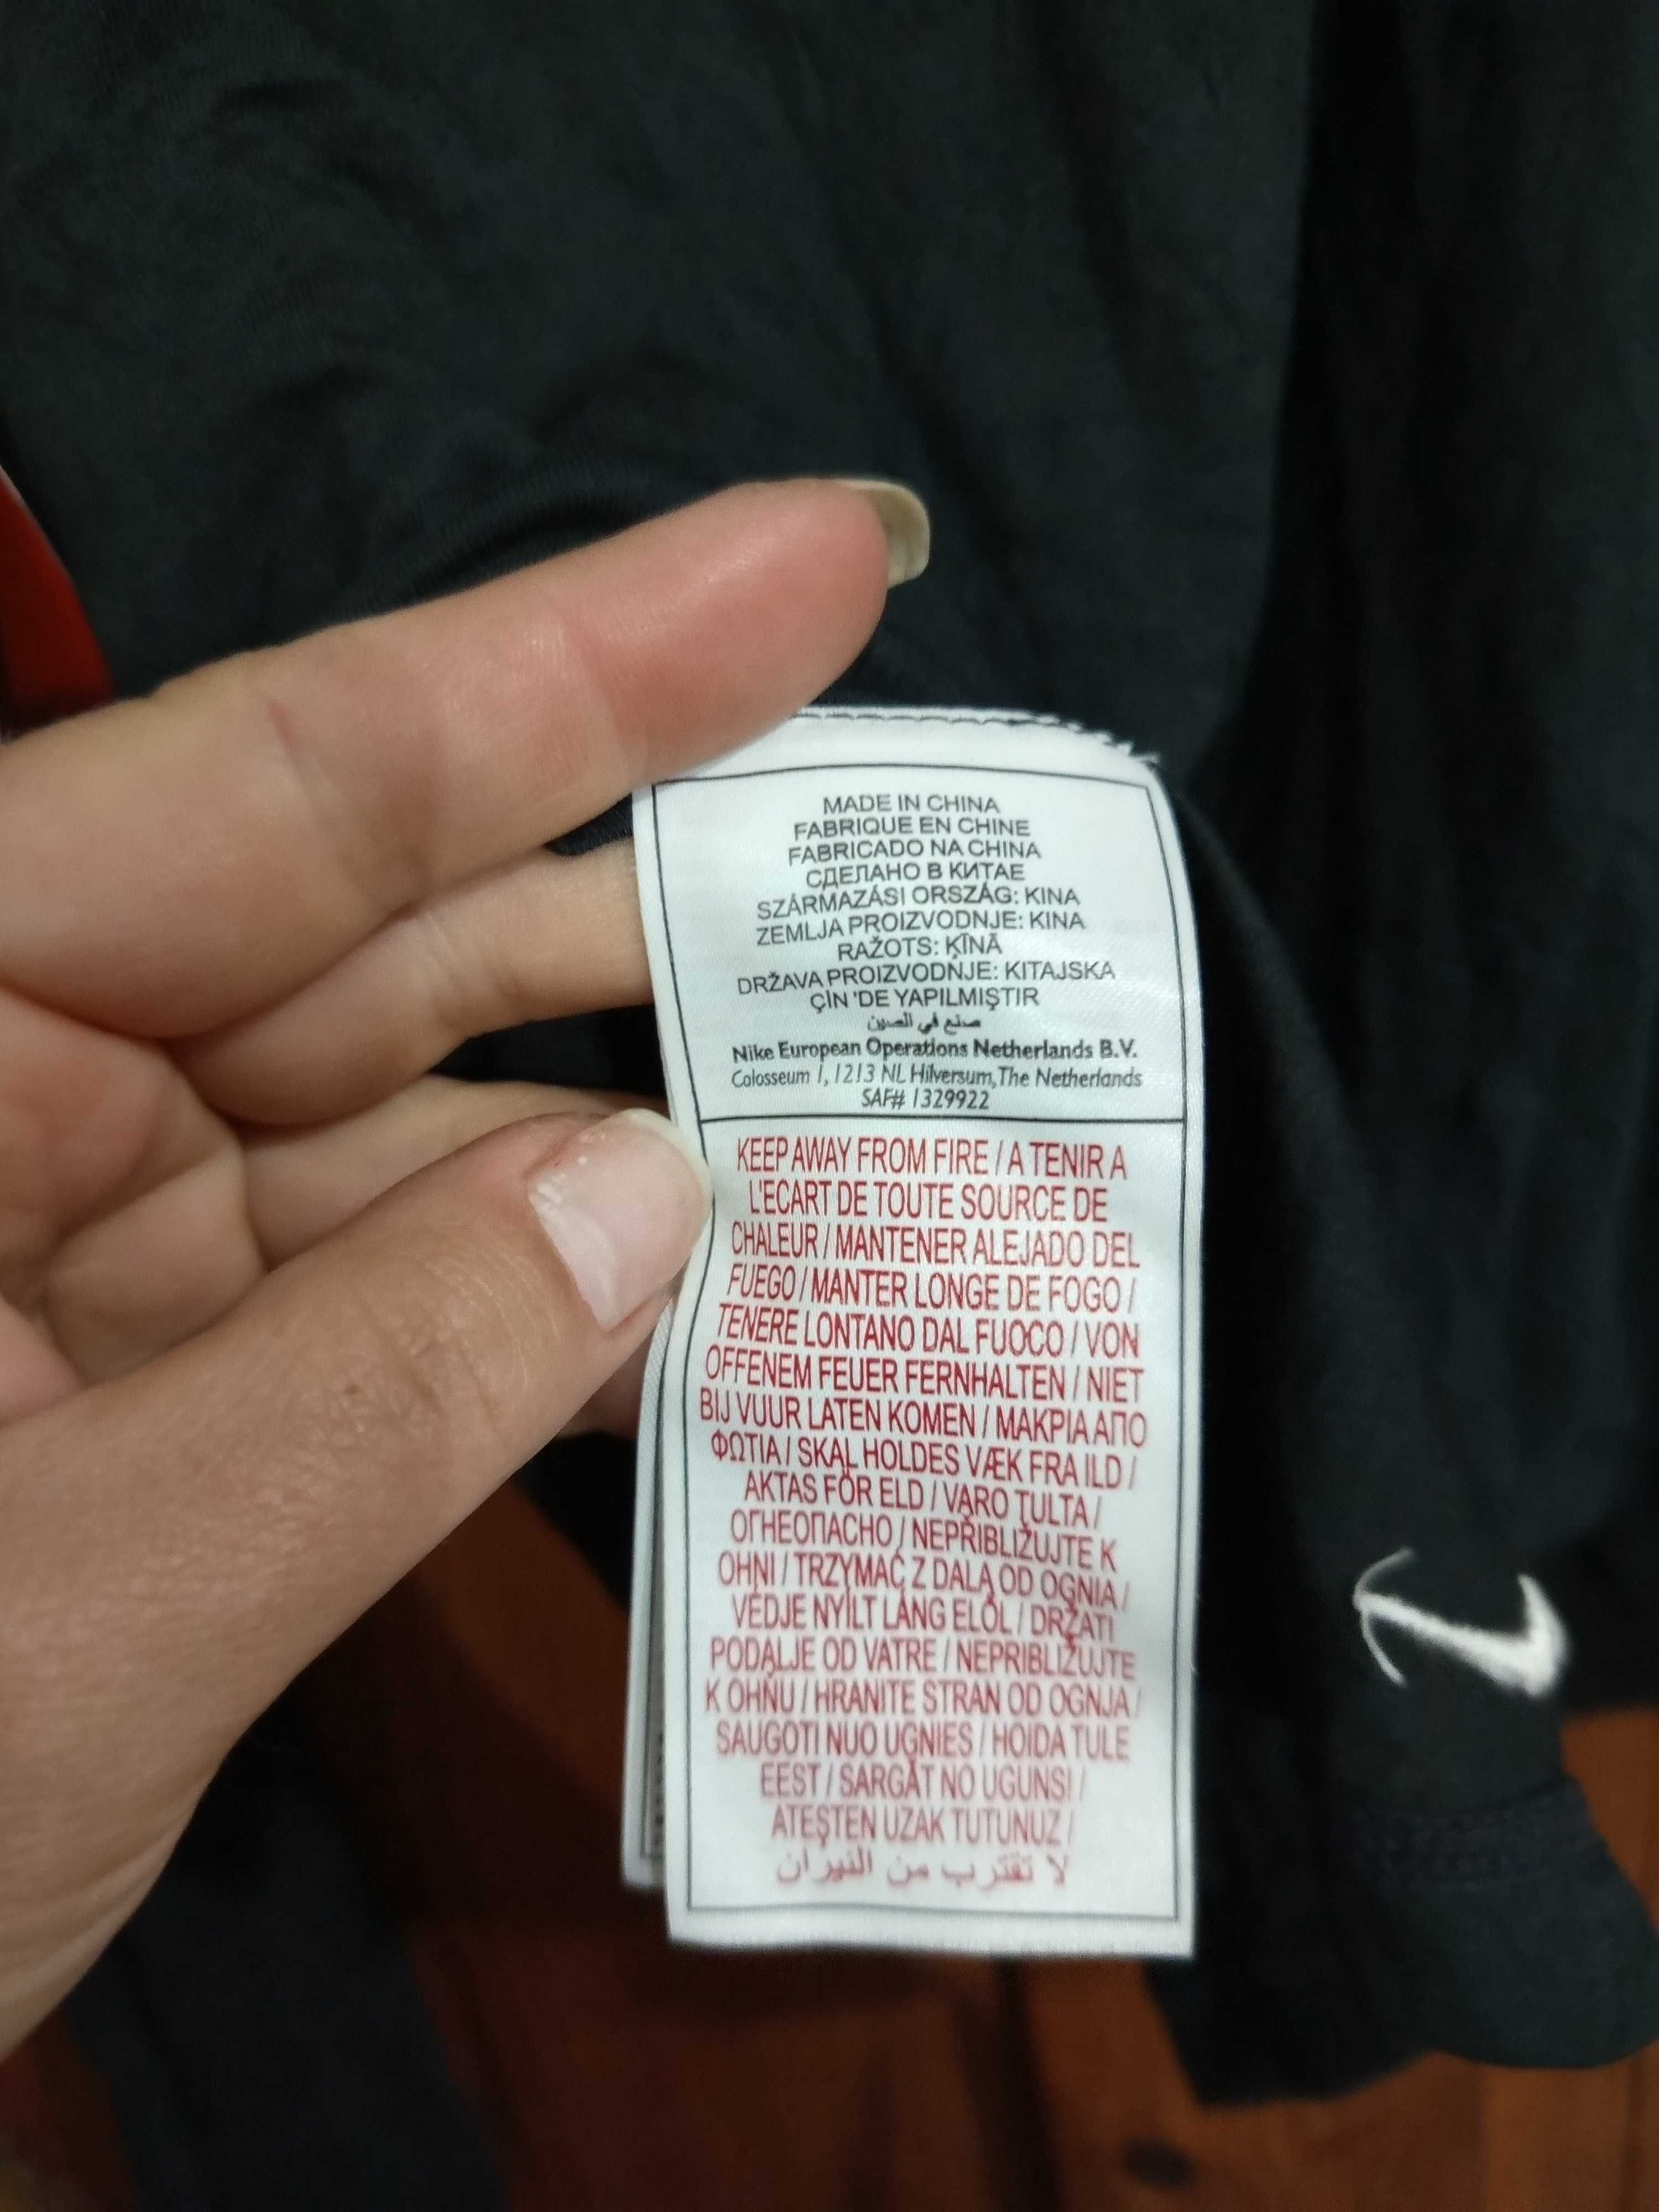 MADE IN CHINA
FABRIQUE EN CHINE
FABRICADO NA CHINA
СДЕЛАНО В КИТАЕ
SZÁRMAZÁSI ORSZÁG: KINA
ZEMLJA PROIZVODNJE: KINA
RAŽOTS: ĶĪNĀ
DRŽAVA PROIZVODNJE: KITAJSKA
ÇİN 'DE YAPILMIŞTIR
صنع في الصين
Nike European Operations Netherlands B.V.
Colosseum 1, 1213 NL Hilversum, The Netherlands
SAF# 1329922
KEEP AWAY FROM FIRE / A TENIR A
L'ECART DE TOUTE SOURCE DE
CHALEUR / MANTENER ALEJADO DEL
FUEGO / MANTER LONGE DE FOGO /
TENERE LONTANO DAL FUOCO / VON
OFFENEM FEUER FERNHALTEN / NIET
BIJ VUUR LATEN KOMEN / ΜΑΚΡΙΑ ΑΠΟ
ΦΩΤΙΑ / SKAL HOLDES VÆK FRA ILD /
AKTAS FÖR ELD / VARO TULTA /
ОГНЕОПАСНО / NEPŘIBLIŽUJTE K
OHNI / TRZYMAĆ Z DALA OD OGNIA /
VÉDJE NYÍLT LÁNG ELŐL / DRŽATI
PODALJE OD VATRE / NEPRIBLIŽUJTE
K OHŇU / HRANITE STRAN OD OGNJA /
SAUGOTI NUO UGNIES / HOIDA TULE
EEST / SARGĀT NO UGUNS! /
ATEŞTEN UZAK TUTUNUZ /
لا تقترب من النيران